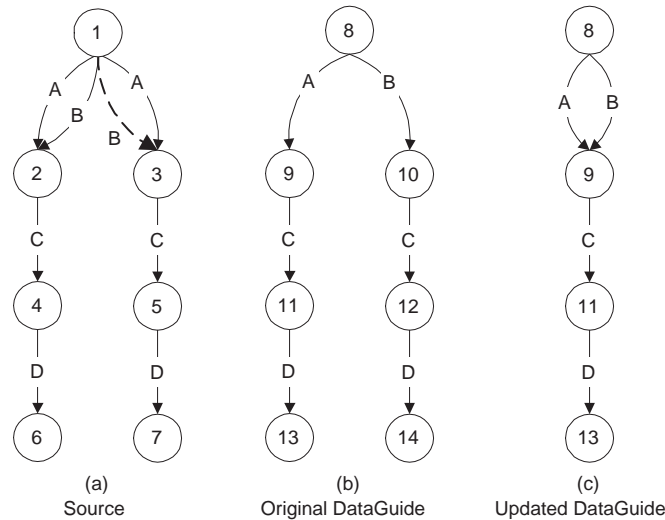 1
8
8
A
A
A
B
A
B
B
B
2
3
9
10
9
C
C
C
C
C
4
5
11
12
11
D
D
D
D
D
6
7
13
14
13
(a)
(b)
(c)
Source
Original DataGuide
Updated DataGuide